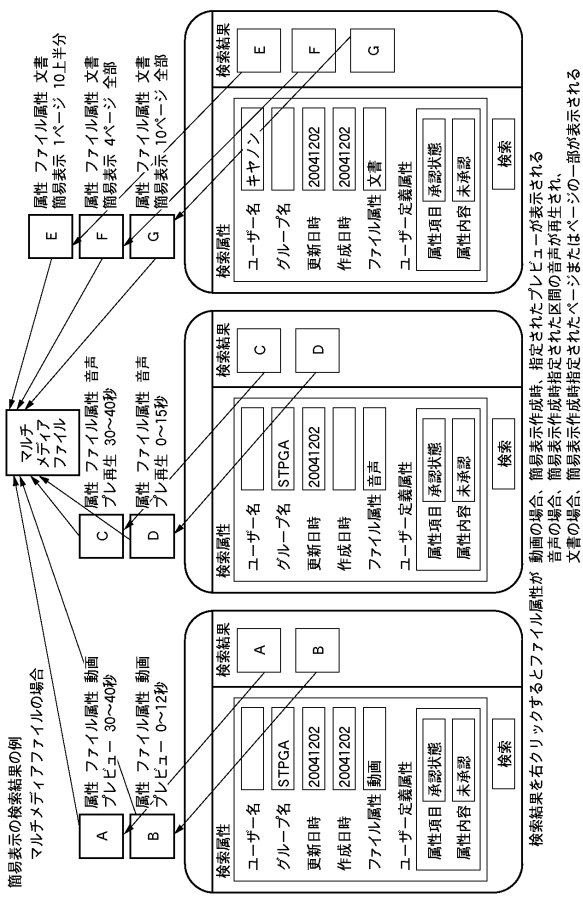 簡易表示の検索結果の例
マルチメディアファイルの場合
マルチ
メディア
ファイル
A
属性 ファイル属性 動画
プレビュー 30～40秒
B
属性 ファイル属性 動画
プレビュー 0～12秒
C
属性 ファイル属性 音声
プレ再生 30～40秒
D
属性 ファイル属性 音声
プレ再生 0～15秒
E
属性 ファイル属性 文書
簡易表示 1ページ 10上半分
F
属性 ファイル属性 文書
簡易表示 4ページ 全部
G
属性 ファイル属性 文書
簡易表示 10ページ 全部
検索属性
検索結果
ユーザー名
グループ名 STPGA
更新日時 20041202
作成日時 20041202
ファイル属性 動画
ユーザー定義属性
属性項目 承認状態
属性内容 未承認
検索
A
B
検索属性
検索結果
ユーザー名
グループ名 STPGA
更新日時 20041202
作成日時
ファイル属性 音声
ユーザー定義属性
属性項目 承認状態
属性内容 未承認
検索
C
D
検索属性
検索結果
ユーザー名 キヤノン
グループ名
更新日時 20041202
作成日時 20041202
ファイル属性 文書
ユーザー定義属性
属性項目 承認状態
属性内容 未承認
検索
E
F
G
検索結果を右クリックするとファイル属性が 動画の場合、簡易表示作成時、指定されたプレビューが表示される
音声の場合、簡易表示作成時指定された区間の音声が再生され、
文書の場合、簡易表示作成時指定されたページまたはページの一部が表示される